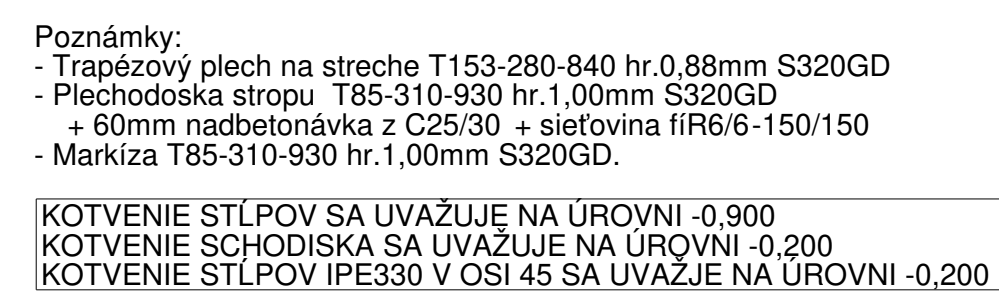 Poznámky:
- Trapézový plech na streche T153-280-840 hr.0,88mm S320GD
- Plechodoska stropu T85-310-930 hr.1,00mm S320GD
+ 60mm nadbetonávka z C25/30 + sieťovina fíR6/6-150/150
- Markíza T85-310-930 hr.1,00mm S320GD.
KOTVENIE STĹPOV SA UVAŽUJE NA ÚROVNI -0,900
KOTVENIE SCHODISKA SA UVAŽUJE NA ÚROVNI -0,200
KOTVENIE STĹPOV IPE330 V OSI 45 SA UVAŽJE NA ÚROVNI -0,200